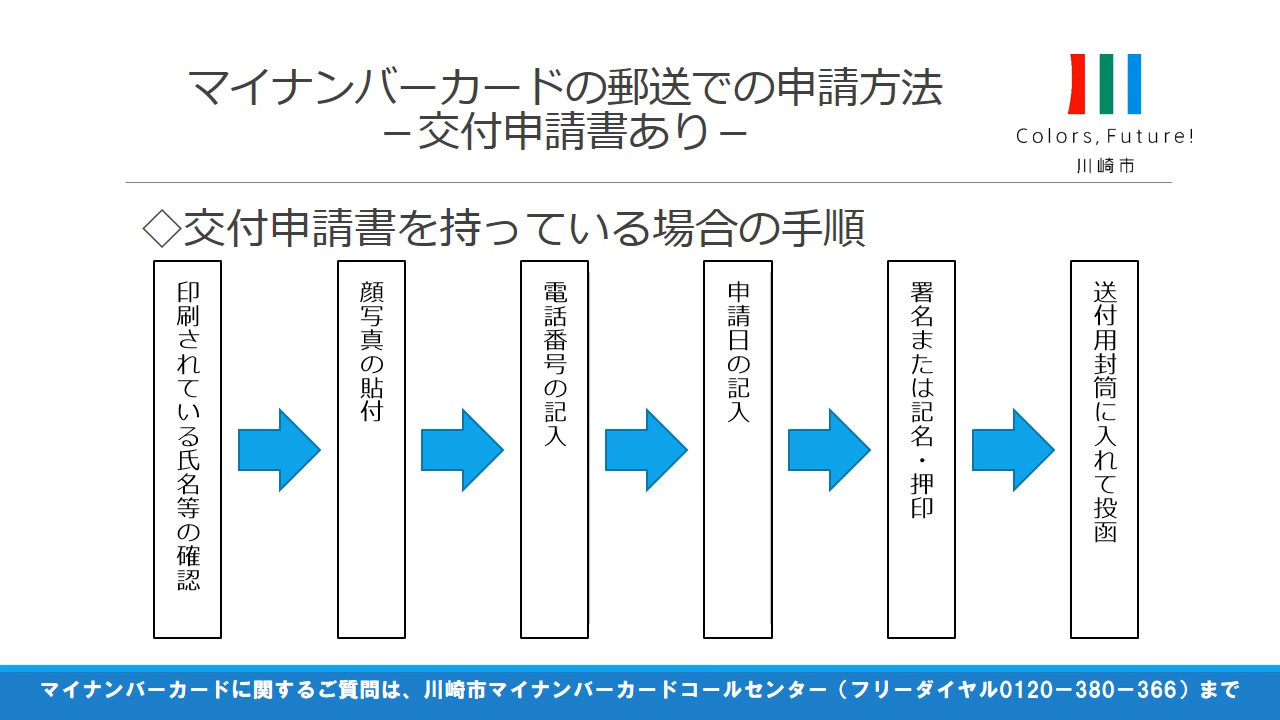 マイナンバーカードの郵送での申請方法
－交付申請書あり－
Colors,Future!
川崎市
◇交付申請書を持っている場合の手順
印刷されている氏名等の確認
顔写真の貼付
電話番号の記入
申請日の記入
署名または記名・押印
送付用封筒に入れて投函
マイナンバーカードに関するご質問は、川崎市マイナンバーカードコールセンター（フリーダイヤル0120－380－366）まで